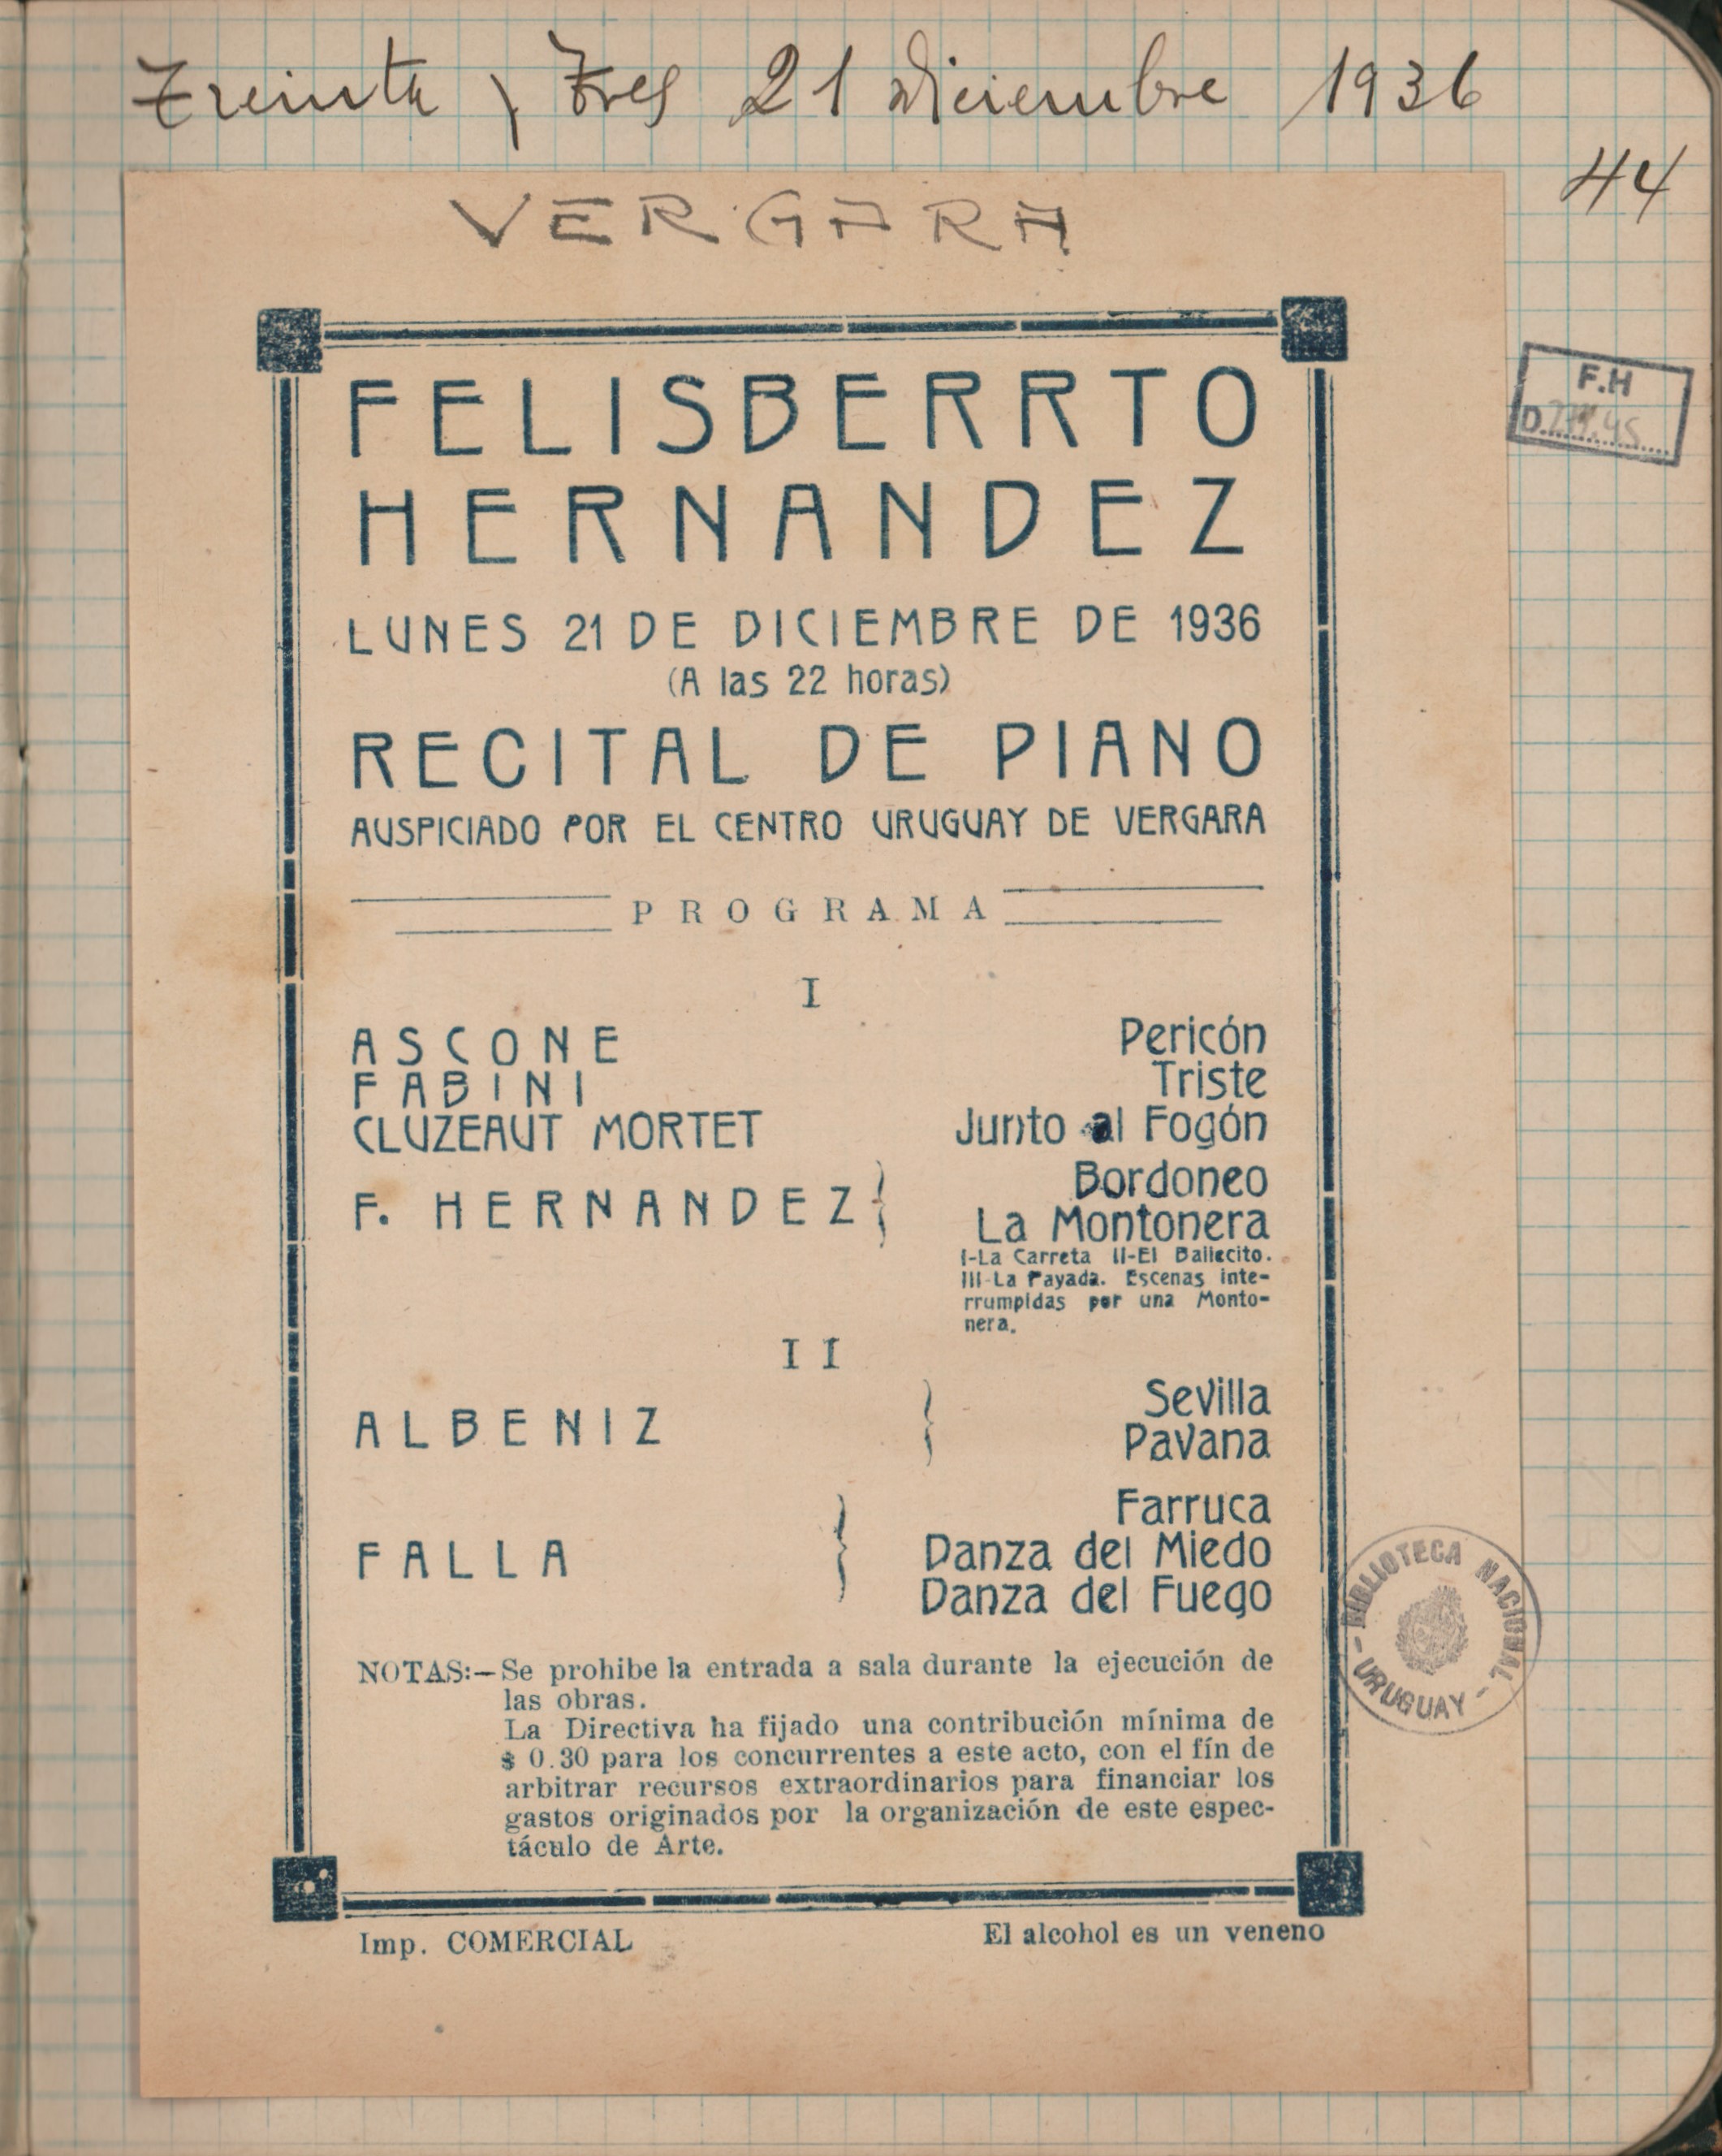 Treinta y Tres 21 diciembre 1936
44
VERGARA
F.H
D.
FELISBERRTO
HERNANDEZ
LUNES 21 DE DICIEMBRE DE 1936
(A las 22 horas)
RECITAL DE PIANO
AUSPICIADO POR EL CENTRO URUGUAY DE VERGARA
PROGRAMA
I
ASCONE Pericón
FABINI Triste
CLUZEAUT MORTET Junto al Fogón
F. HERNANDEZ } Bordoneo
La Montonera
I-La Carreta II-El Bailecito.
III-La Payada. Escenas inte-
rrumpidas por una Monto-
nera.
II
ALBENIZ } Sevilla
Pavana
FALLA } Farruca
Danza del Miedo
Danza del Fuego
NOTAS:—Se prohibe la entrada a sala durante la ejecución de
las obras.
La Directiva ha fijado una contribución mínima de
$ 0.30 para los concurrentes a este acto, con el fín de
arbitrar recursos extraordinarios para financiar los
gastos originados por la organización de este espec-
táculo de Arte.
Imp. COMERCIAL El alcohol es un veneno
BIBLIOTECA NACIONAL
- URUGUAY -